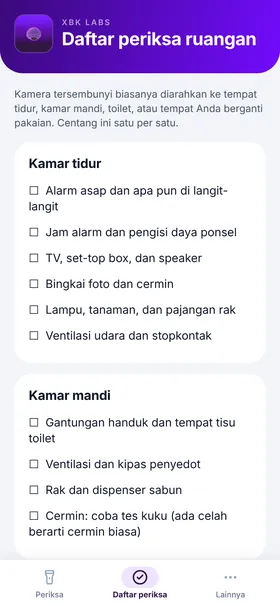 XBK LABS
Daftar periksa ruangan
Kamera tersembunyi biasanya diarahkan ke tempat
tidur, kamar mandi, toilet, atau tempat Anda berganti
pakaian. Centang ini satu per satu.
Kamar tidur
☐ Alarm asap dan apa pun di langit-
langit
☐ Jam alarm dan pengisi daya ponsel
☐ TV, set-top box, dan speaker
☐ Bingkai foto dan cermin
☐ Lampu, tanaman, dan pajangan rak
☐ Ventilasi udara dan stopkontak
Kamar mandi
☐ Gantungan handuk dan tempat tisu
toilet
☐ Ventilasi dan kipas penyedot
☐ Rak dan dispenser sabun
☐ Cermin: coba tes kuku (ada celah
berarti cermin biasa)
Periksa
Daftar periksa
Lainnya